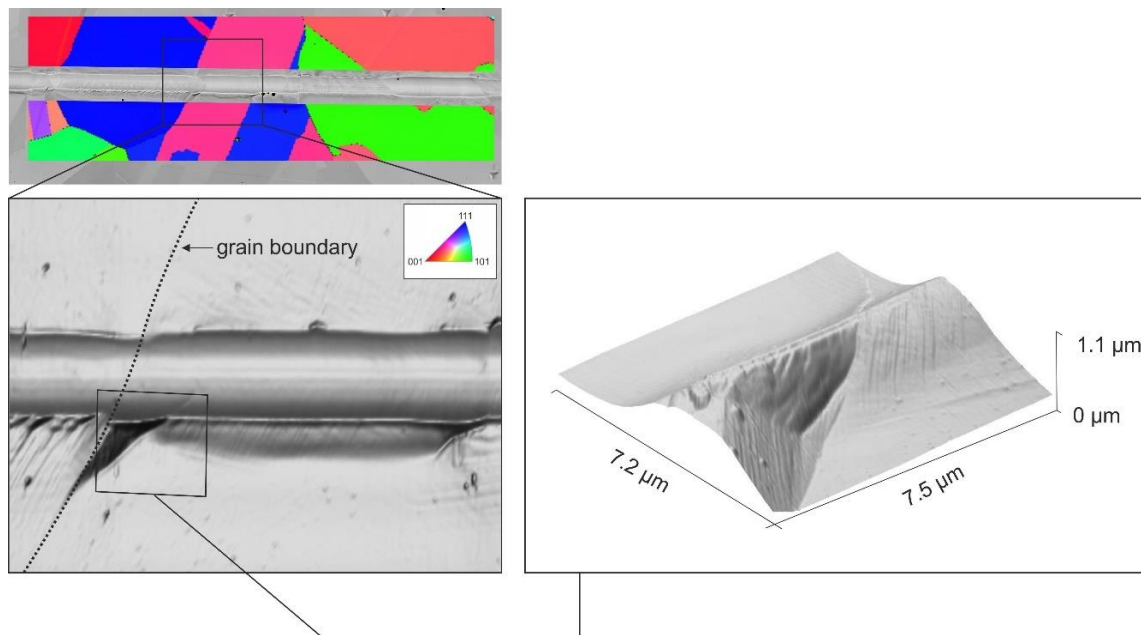 grain boundary
111
001
101
1.1 µm
0 µm
7.2 µm
7.5 µm